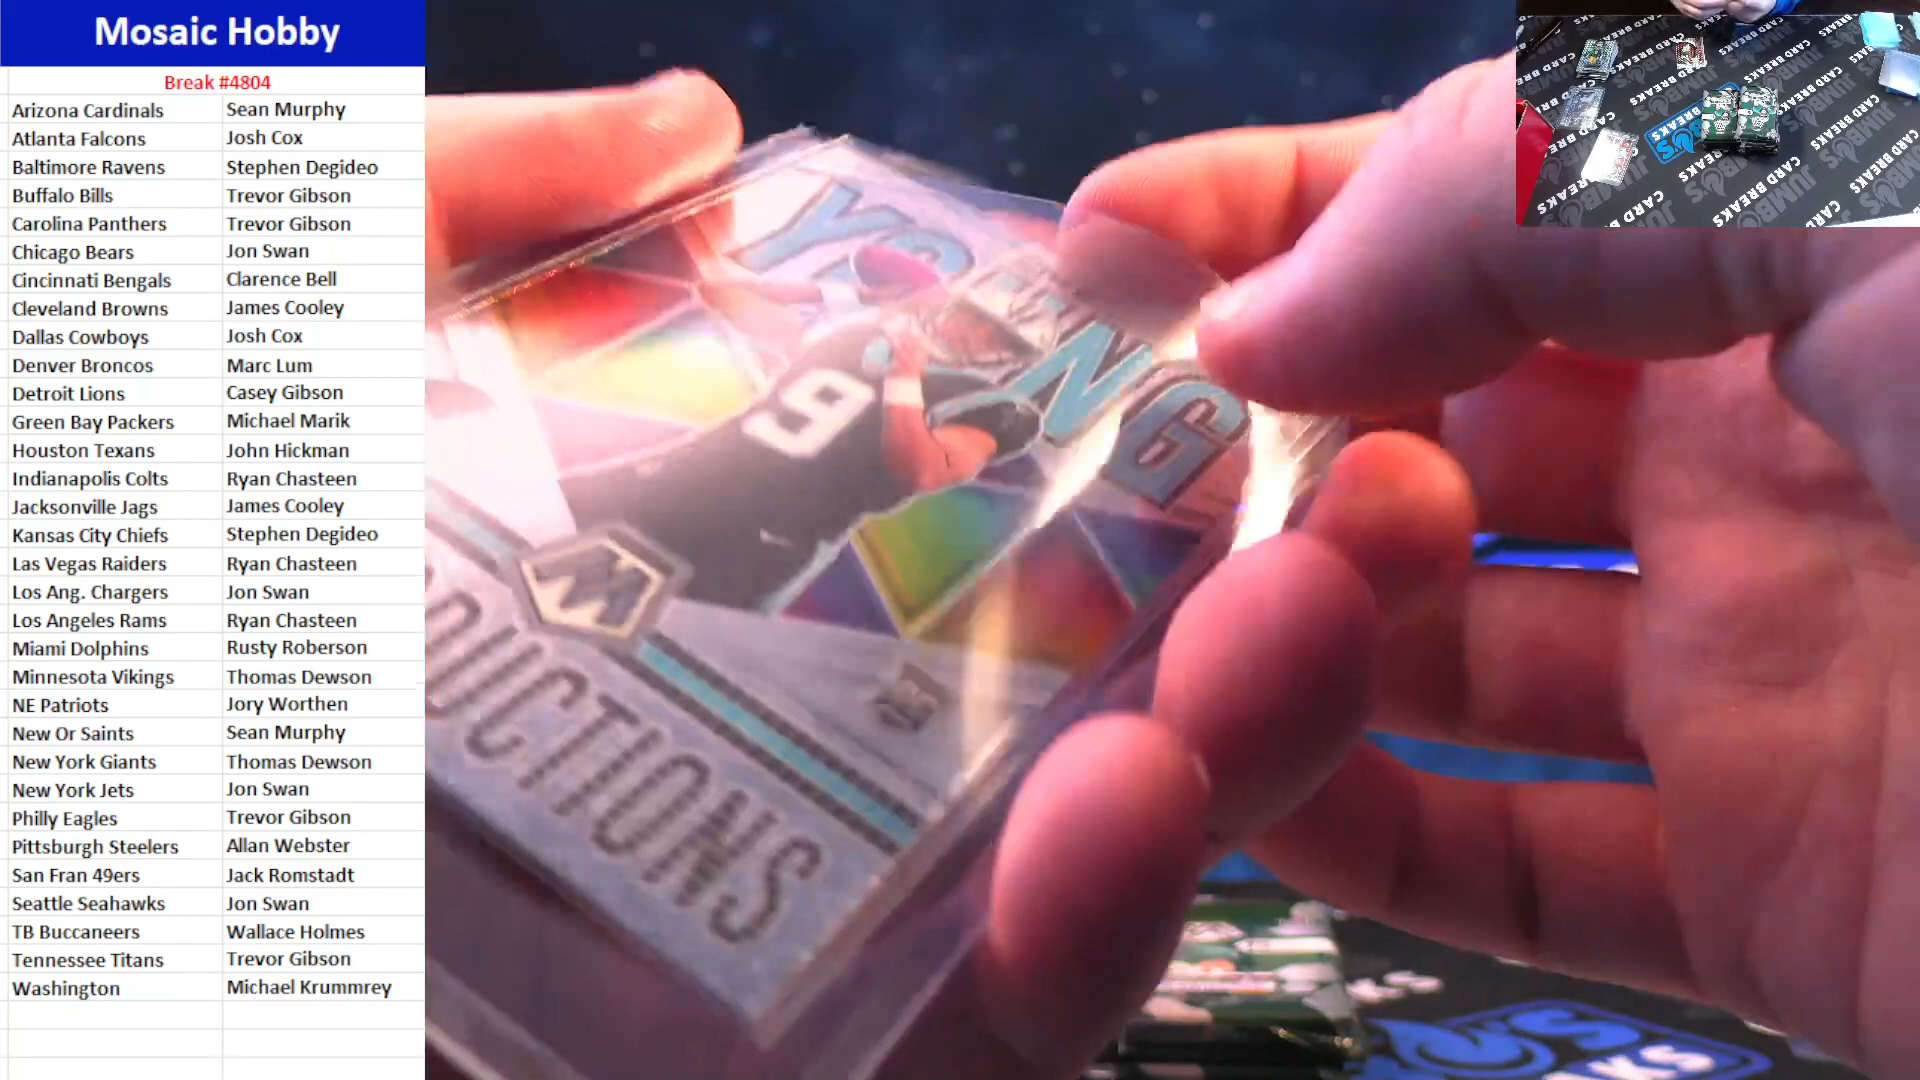 Mosaic Hobby
Break #4804
Arizona Cardinals Sean Murphy
Atlanta Falcons Josh Cox
Baltimore Ravens Stephen Degideo
Buffalo Bills Trevor Gibson
Carolina Panthers Trevor Gibson
Chicago Bears Jon Swan
Cincinnati Bengals Clarence Bell
Cleveland Browns James Cooley
Dallas Cowboys Josh Cox
Denver Broncos Marc Lum
Detroit Lions Casey Gibson
Green Bay Packers Michael Marik
Houston Texans John Hickman
Indianapolis Colts Ryan Chasteen
Jacksonville Jags James Cooley
Kansas City Chiefs Stephen Degideo
Las Vegas Raiders Ryan Chasteen
Los Ang. Chargers Jon Swan
Los Angeles Rams Ryan Chasteen
Miami Dolphins Rusty Roberson
Minnesota Vikings Thomas Dewson
NE Patriots Jory Worthen
New Or Saints Sean Murphy
New York Giants Thomas Dewson
New York Jets Jon Swan
Philly Eagles Trevor Gibson
Pittsburgh Steelers Allan Webster
San Fran 49ers Jack Romstadt
Seattle Seahawks Jon Swan
TB Buccaneers Wallace Holmes
Tennessee Titans Trevor Gibson
Washington Michael Krummrey
9
M
DUCTIONS
CARD BREAKS
JUMBO'S